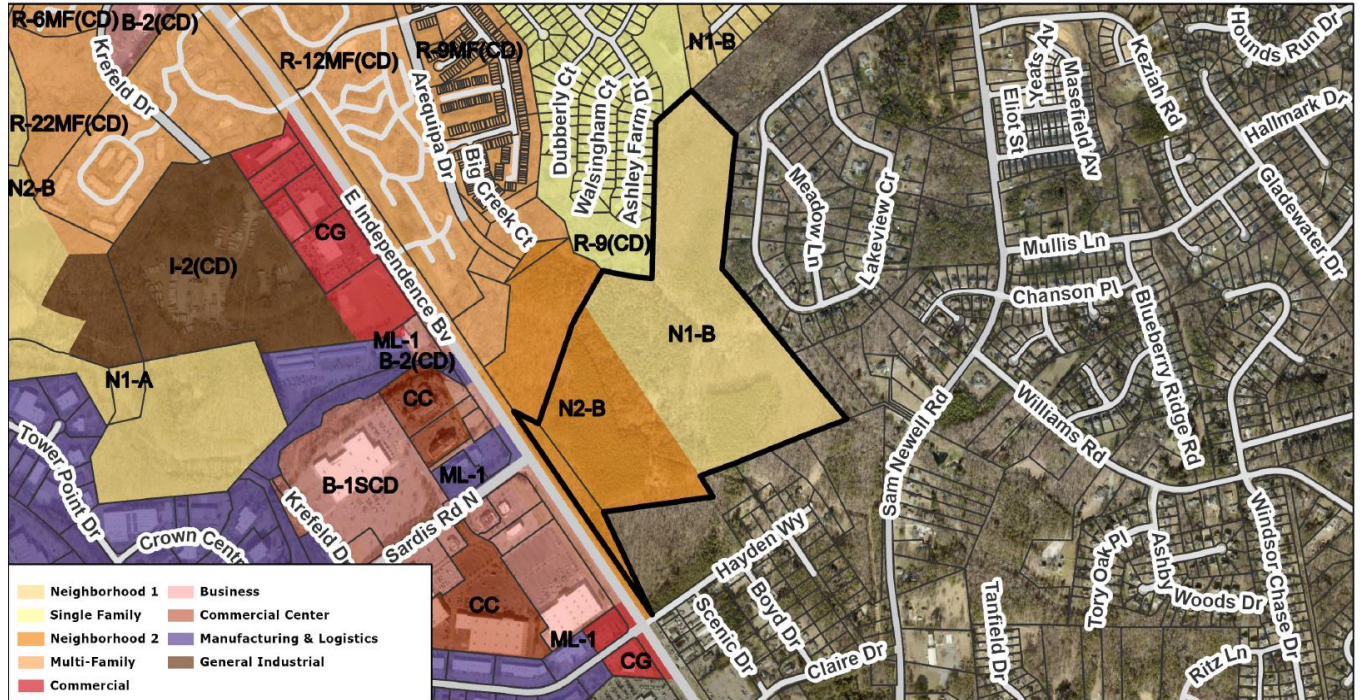 R-6MF(CD)
B-2(CD)
Krefeld Dr
R-12MF(CD)
R-9MF(CD)
N1-B
R-22MF(CD)
N2-B
Arequipa Dr
Big Creek Ct
Dubberly Ct
Walsingham Ct
Ashley Farm Dr
R-9(CD)
E Independence Bv
CG
I-2(CD)
N1-B
N2-B
ML-1
B-2(CD)
CC
N1-A
B-1SCD
ML-1
Sardis Rd N
Krefeld Dr
Tower Point Dr
Crown Centr
CC
ML-1
CG
Meadow Ln
Lakeview Cr
Eliot St
Yeats Av
Masefield Av
Keziah Rd
Hounds Run Dr
Hallmark Dr
Gladewater Dr
Mullis Ln
Chanson Pl
Blueberry Ridge Rd
Sam Newell Rd
Williams Rd
Windsor Chase Dr
Hayden Wy
Scenic Dr
Boyd Dr
Claire Dr
Tanfield Dr
Tory Oak Pl
Ashby
Woods Dr
Ritz Ln
Neighborhood 1
Single Family
Neighborhood 2
Multi-Family
Commercial
Business
Commercial Center
Manufacturing & Logistics
General Industrial